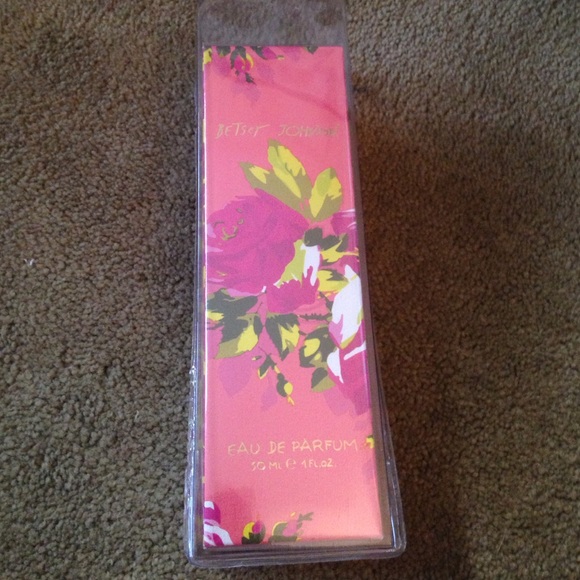 BETSEY JOHNSON
EAU DE PARFUM
30 ML ℮ 1 FL.OZ.